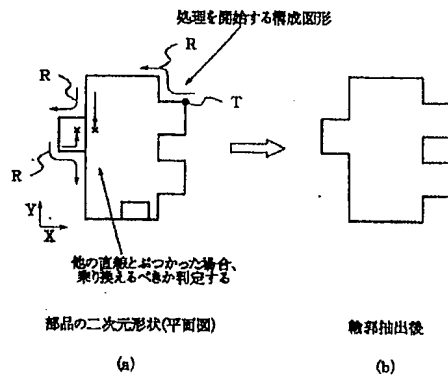 処理を開始する構成図形
R
R
T
R
Y
X
他の直線とぶつかった場合、
乗り換えるべきか判定する
部品の二次元形状(平面図)
輪郭抽出後
(a)
(b)